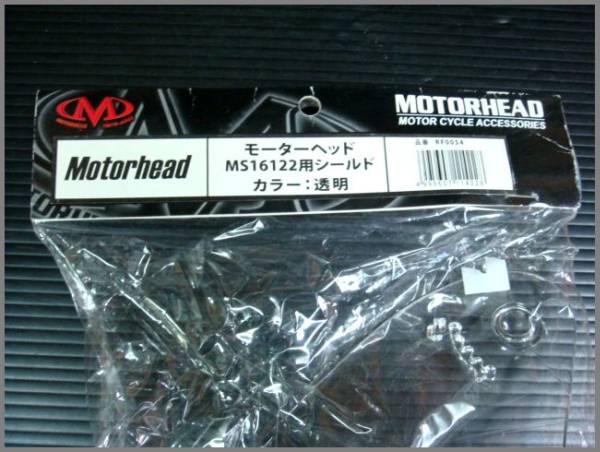 MOTORHEAD
MOTOR CYCLE ACCESSORIES
Motorhead
モーターヘッド
MS16122用シールド
カラー：透明
品番 RF0054